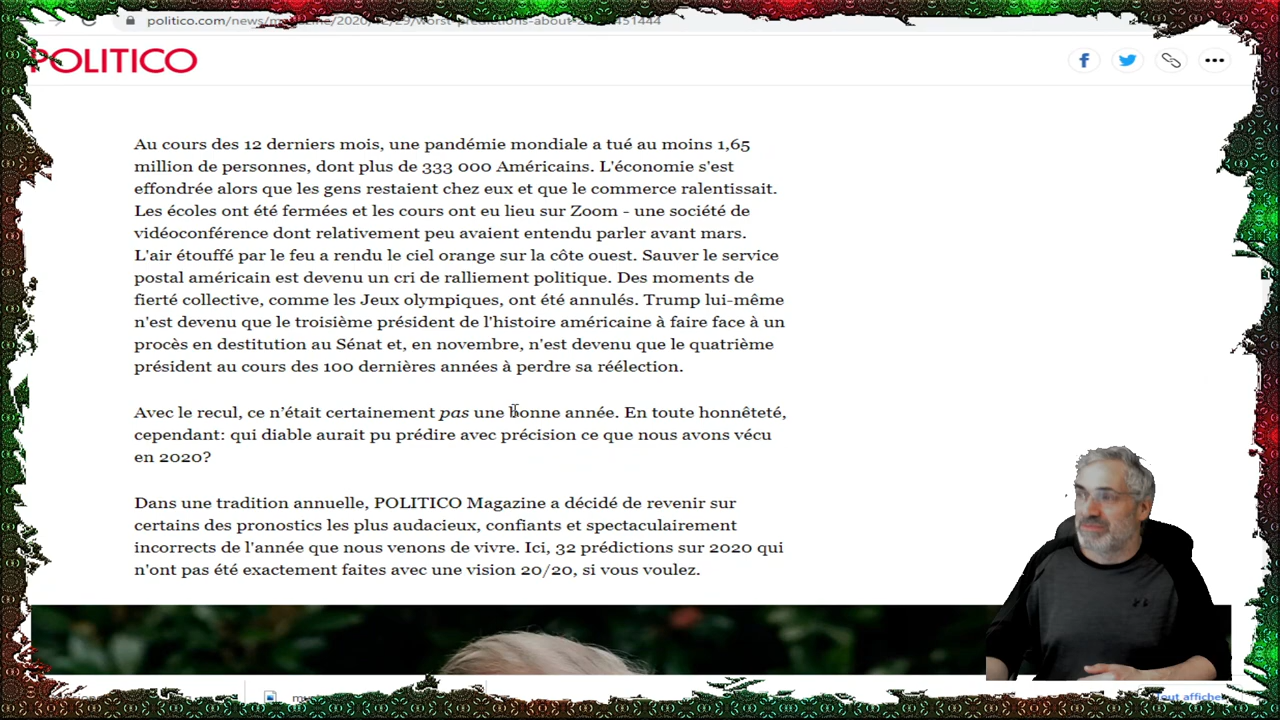 POLITICO
Au cours des 12 derniers mois, une pandémie mondiale a tué au moins 1,65
million de personnes, dont plus de 333 000 Américains. L'économie s'est
effondrée alors que les gens restaient chez eux et que le commerce ralentissait.
Les écoles ont été fermées et les cours ont eu lieu sur Zoom - une société de
vidéoconférence dont relativement peu avaient entendu parler avant mars.
L'air étouffé par le feu a rendu le ciel orange sur la côte ouest. Sauver le service
postal américain est devenu un cri de ralliement politique. Des moments de
fierté collective, comme les Jeux olympiques, ont été annulés. Trump lui-même
n'est devenu que le troisième président de l'histoire américaine à faire face à un
procès en destitution au Sénat et, en novembre, n'est devenu que le quatrième
président au cours des 100 dernières années à perdre sa réélection.
Avec le recul, ce n’était certainement pas une bonne année. En toute honnêteté,
cependant: qui diable aurait pu prédire avec précision ce que nous avons vécu
en 2020?
Dans une tradition annuelle, POLITICO Magazine a décidé de revenir sur
certains des pronostics les plus audacieux, confiants et spectaculairement
incorrects de l'année que nous venons de vivre. Ici, 32 prédictions sur 2020 qui
n'ont pas été exactement faites avec une vision 20/20, si vous voulez.